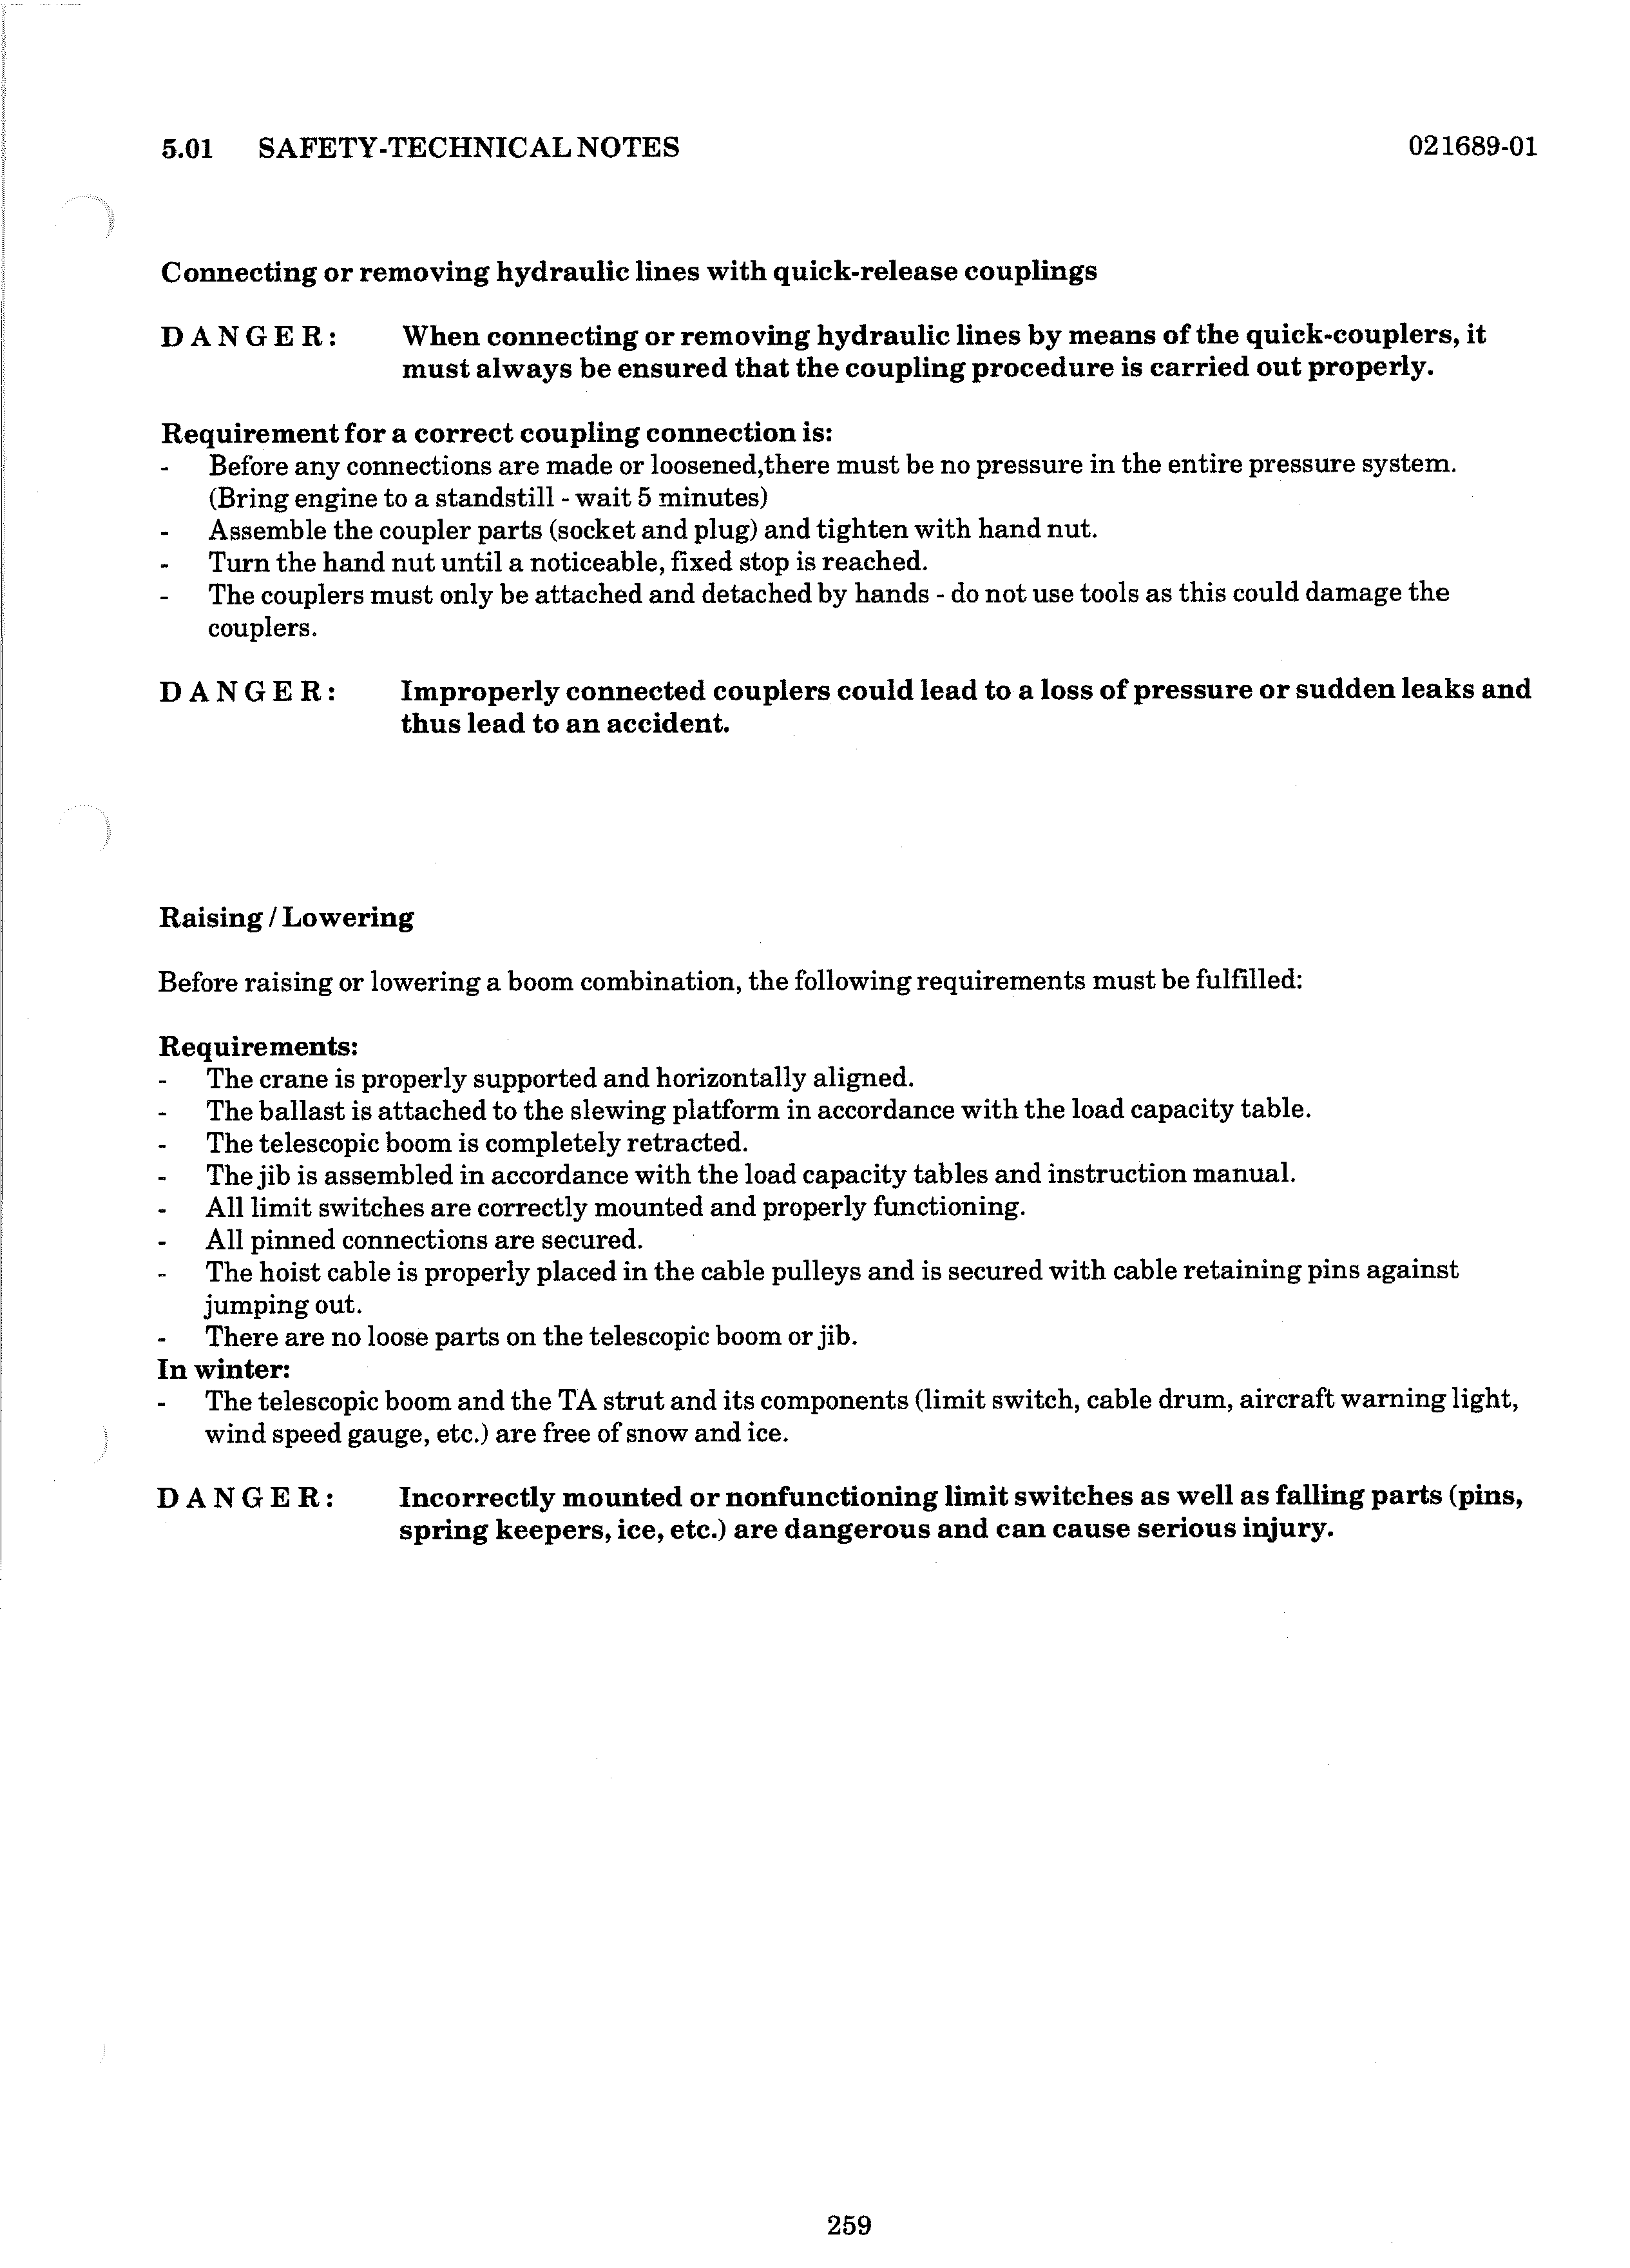 5.01 SAFETY-TECHNICAL NOTES 021689-01
Connecting or removing hydraulic lines with quick-release couplings
D A N G E R : When connecting or removing hydraulic lines by means of the quick-couplers, it
must always be ensured that the coupling procedure is carried out properly.
Requirement for a correct coupling connection is:
- Before any connections are made or loosened,there must be no pressure in the entire pressure system.
(Bring engine to a standstill - wait 5 minutes)
- Assemble the coupler parts (socket and plug) and tighten with hand nut.
- Turn the hand nut until a noticeable, fixed stop is reached.
- The couplers must only be attached and detached by hands - do not use tools as this could damage the
couplers.
D A N G E R : Improperly connected couplers could lead to a loss of pressure or sudden leaks and
thus lead to an accident.
Raising / Lowering
Before raising or lowering a boom combination, the following requirements must be fulfilled:
Requirements:
- The crane is properly supported and horizontally aligned.
- The ballast is attached to the slewing platform in accordance with the load capacity table.
- The telescopic boom is completely retracted.
- The jib is assembled in accordance with the load capacity tables and instruction manual.
- All limit switches are correctly mounted and properly functioning.
- All pinned connections are secured.
- The hoist cable is properly placed in the cable pulleys and is secured with cable retaining pins against
jumping out.
- There are no loose parts on the telescopic boom or jib.
In winter:
- The telescopic boom and the TA strut and its components (limit switch, cable drum, aircraft warning light,
wind speed gauge, etc.) are free of snow and ice.
D A N G E R : Incorrectly mounted or nonfunctioning limit switches as well as falling parts (pins,
spring keepers, ice, etc.) are dangerous and can cause serious injury.
259